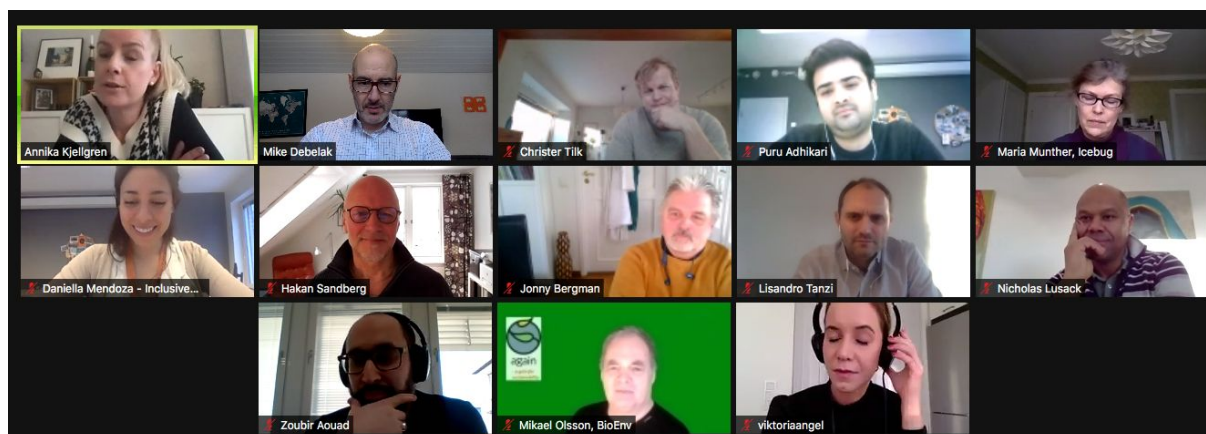 Annika Kjellgren
Mike Debelak
Christer Tilk
Puru Adhikari
Maria Munther, Icebug
Daniella Mendoza - Inclusive...
Hakan Sandberg
Jonny Bergman
Lisandro Tanzi
Nicholas Lusack
again
Zoubir Aouad
Mikael Olsson, BioEnv
viktoriaangel